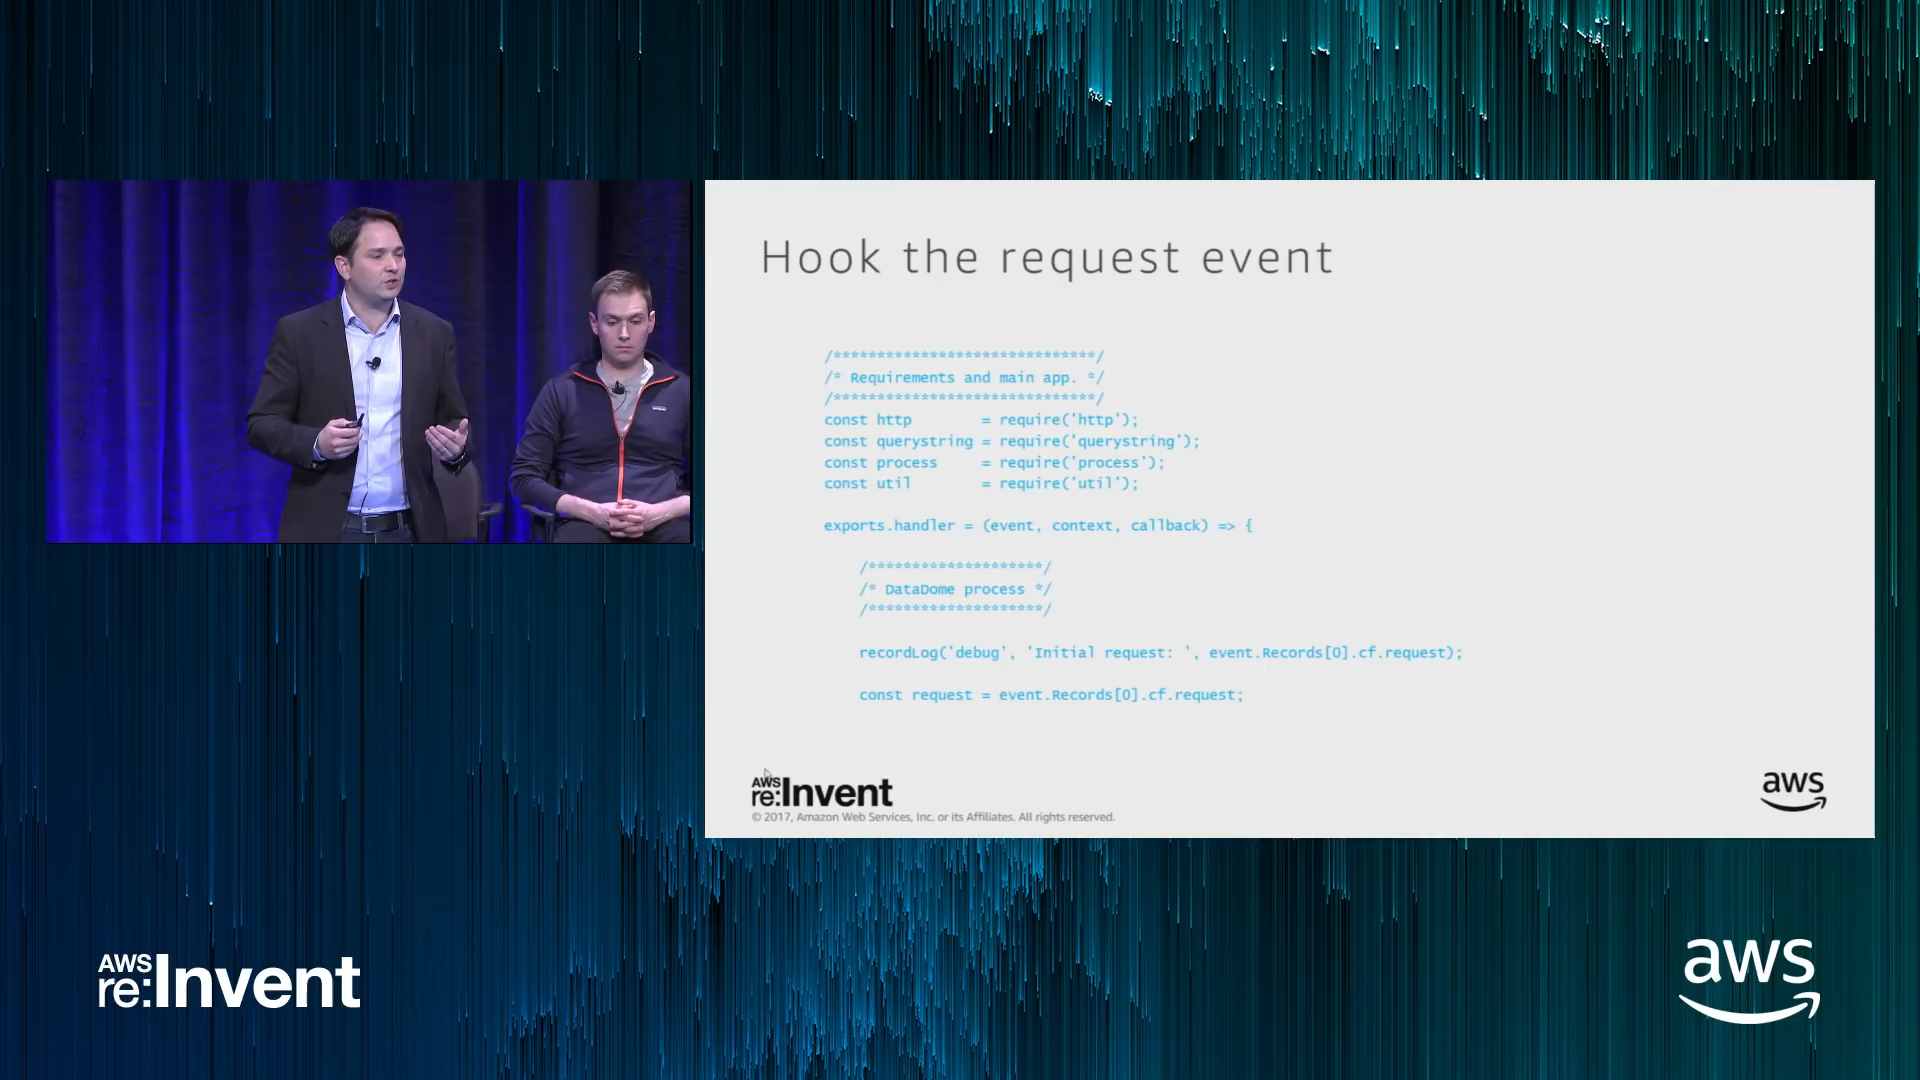 Hook the request event
/******************************/
/* Requirements and main app. */
/******************************/
const http        = require('http');
const querystring = require('querystring');
const process     = require('process');
const util        = require('util');
exports.handler = (event, context, callback) => {
/********************/
/* DataDome process */
/********************/
recordLog('debug', 'Initial request: ', event.Records[0].cf.request);
const request = event.Records[0].cf.request;
AWS
re:Invent
© 2017, Amazon Web Services, Inc. or its Affiliates. All rights reserved.
aws
AWS
re:Invent
aws